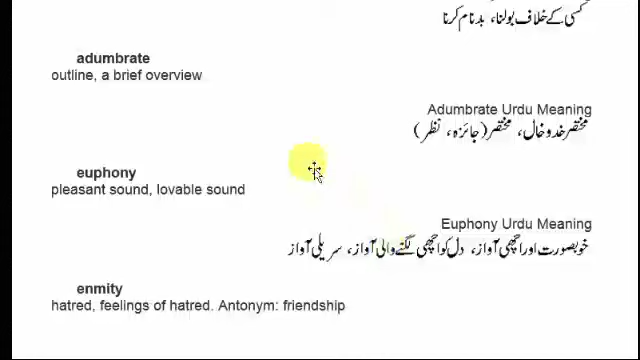 کسی کے خلاف بولنا، بدنام کرنا
adumbrate
outline, a brief overview
Adumbrate Urdu Meaning
مختصر خدوخال، مختصر (جائزہ، نظر)
euphony
pleasant sound, lovable sound
Euphony Urdu Meaning
خوبصورت اور اچھی آواز، دل کو اچھی لگنے والی آواز، سریلی آواز
enmity
hatred, feelings of hatred. Antonym: friendship